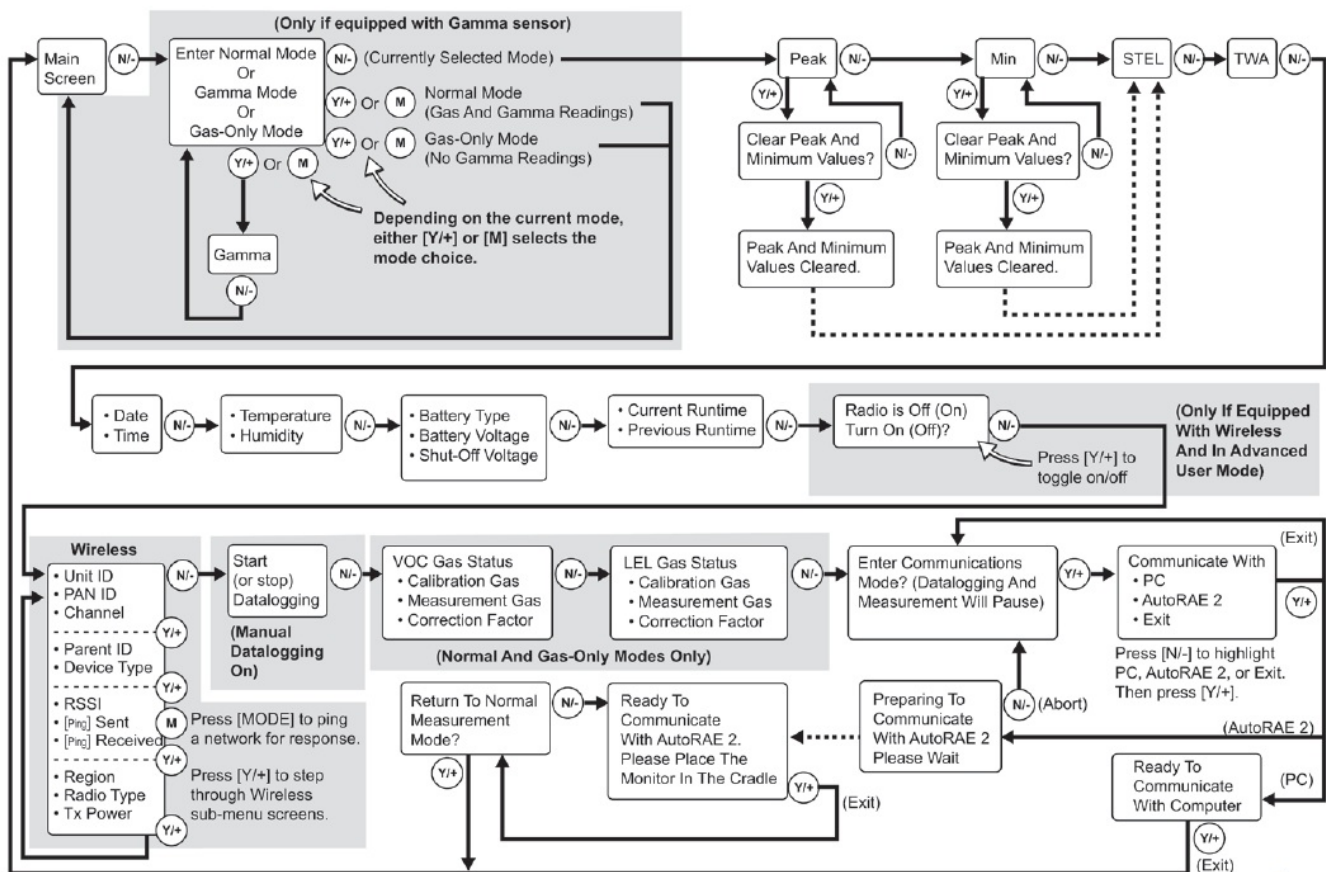 (Only if equipped with Gamma sensor)
Main
Screen
N/-
Enter Normal Mode
Or
Gamma Mode
Or
Gas-Only Mode
N/-
(Currently Selected Mode)
Y/+ Or M
Normal Mode
(Gas And Gamma Readings)
Y/+ Or M
Gas-Only Mode
(No Gamma Readings)
Y/+ Or M
Depending on the current mode,
either [Y/+] or [M] selects the
mode choice.
Gamma
N/-
Peak
N/-
Y/+
Clear Peak And
Minimum Values?
N/-
Y/+
Peak And Minimum
Values Cleared.
Min
N/-
Y/+
Clear Peak And
Minimum Values?
N/-
Y/+
Peak And Minimum
Values Cleared.
STEL
N/-
TWA
N/-
• Date
• Time
N/-
• Temperature
• Humidity
N/-
• Battery Type
• Battery Voltage
• Shut-Off Voltage
N/-
• Current Runtime
• Previous Runtime
N/-
Radio is Off (On)
Turn On (Off)?
N/-
Press [Y/+] to
toggle on/off
(Only If Equipped
With Wireless
And In Advanced
User Mode)
Wireless
• Unit ID
• PAN ID
• Channel
N/-
Y/+
• Parent ID
• Device Type
Y/+
• RSSI
• [Ping] Sent
• [Ping] Received
M
Press [MODE] to ping
a network for response.
Y/+
• Region
• Radio Type
• Tx Power
Y/+
Press [Y/+] to step
through Wireless
sub-menu screens.
Start
(or stop)
Datalogging
N/-
(Manual
Datalogging
On)
VOC Gas Status
• Calibration Gas
• Measurement Gas
• Correction Factor
N/-
LEL Gas Status
• Calibration Gas
• Measurement Gas
• Correction Factor
N/-
(Normal And Gas-Only Modes Only)
Enter Communications
Mode? (Datalogging And
Measurement Will Pause)
Y/+
Communicate With
• PC
• AutoRAE 2
• Exit
(Exit)
Y/+
Press [N/-] to highlight
PC, AutoRAE 2, or Exit.
Then press [Y/+].
Return To Normal
Measurement
Mode?
N/-
Y/+
Ready To
Communicate
With AutoRAE 2.
Please Place The
Monitor In The Cradle
Y/+
(Exit)
Preparing To
Communicate
With AutoRAE 2
Please Wait
N/-
(Abort)
(AutoRAE 2)
Ready To
Communicate
With Computer
(PC)
Y/+
(Exit)